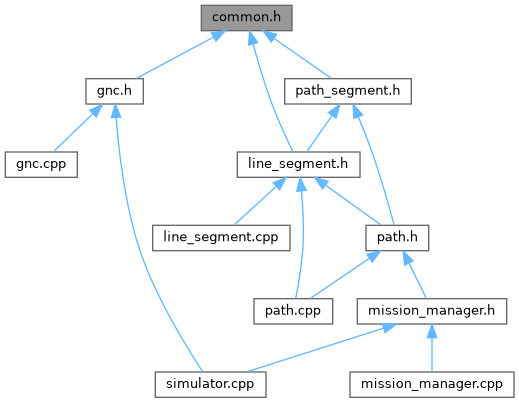 common.h
gnc.h
path_segment.h
gnc.cpp
line_segment.h
line_segment.cpp
path.h
path.cpp
mission_manager.h
simulator.cpp
mission_manager.cpp